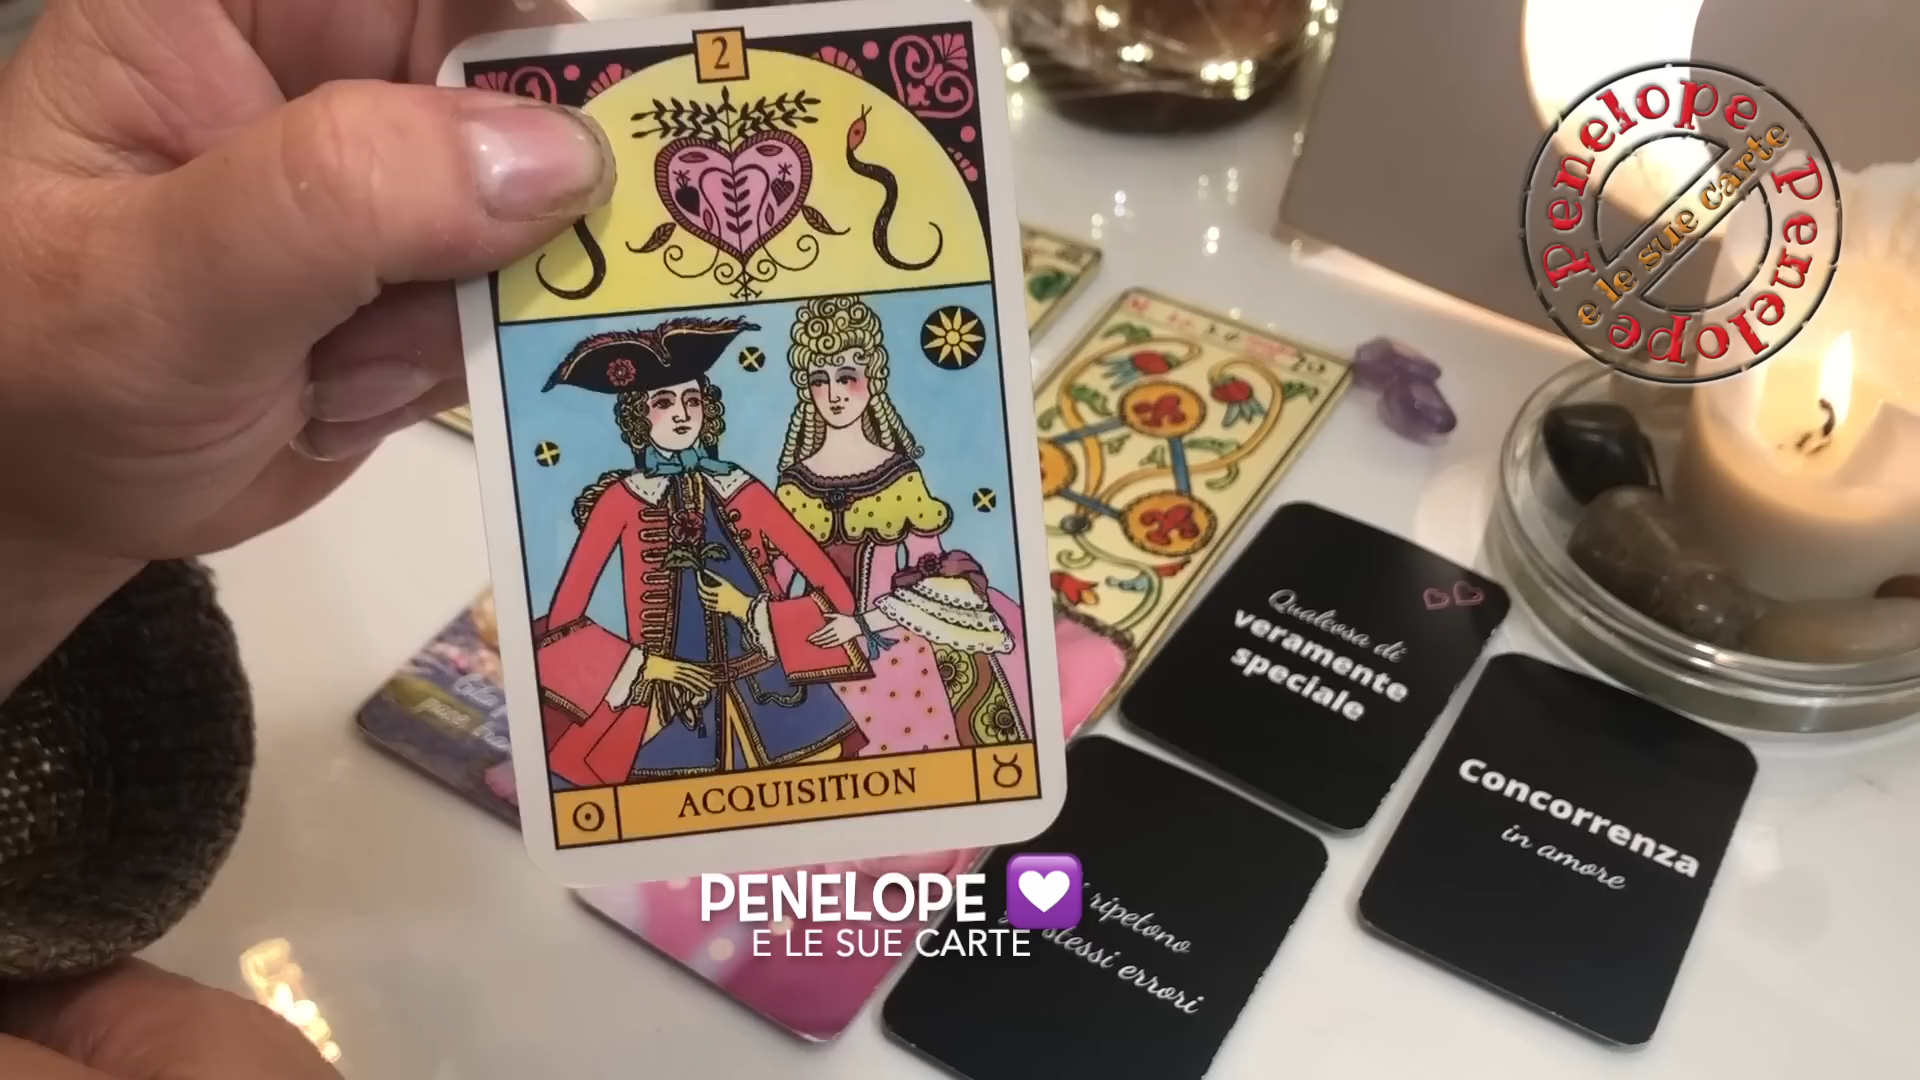 2
ACQUISITION
Penelope Penelope
e le sue carte
Qualcosa di
veramente
speciale
Concorrenza
in amore
ripetono
stessi errori
PENELOPE
E LE SUE CARTE